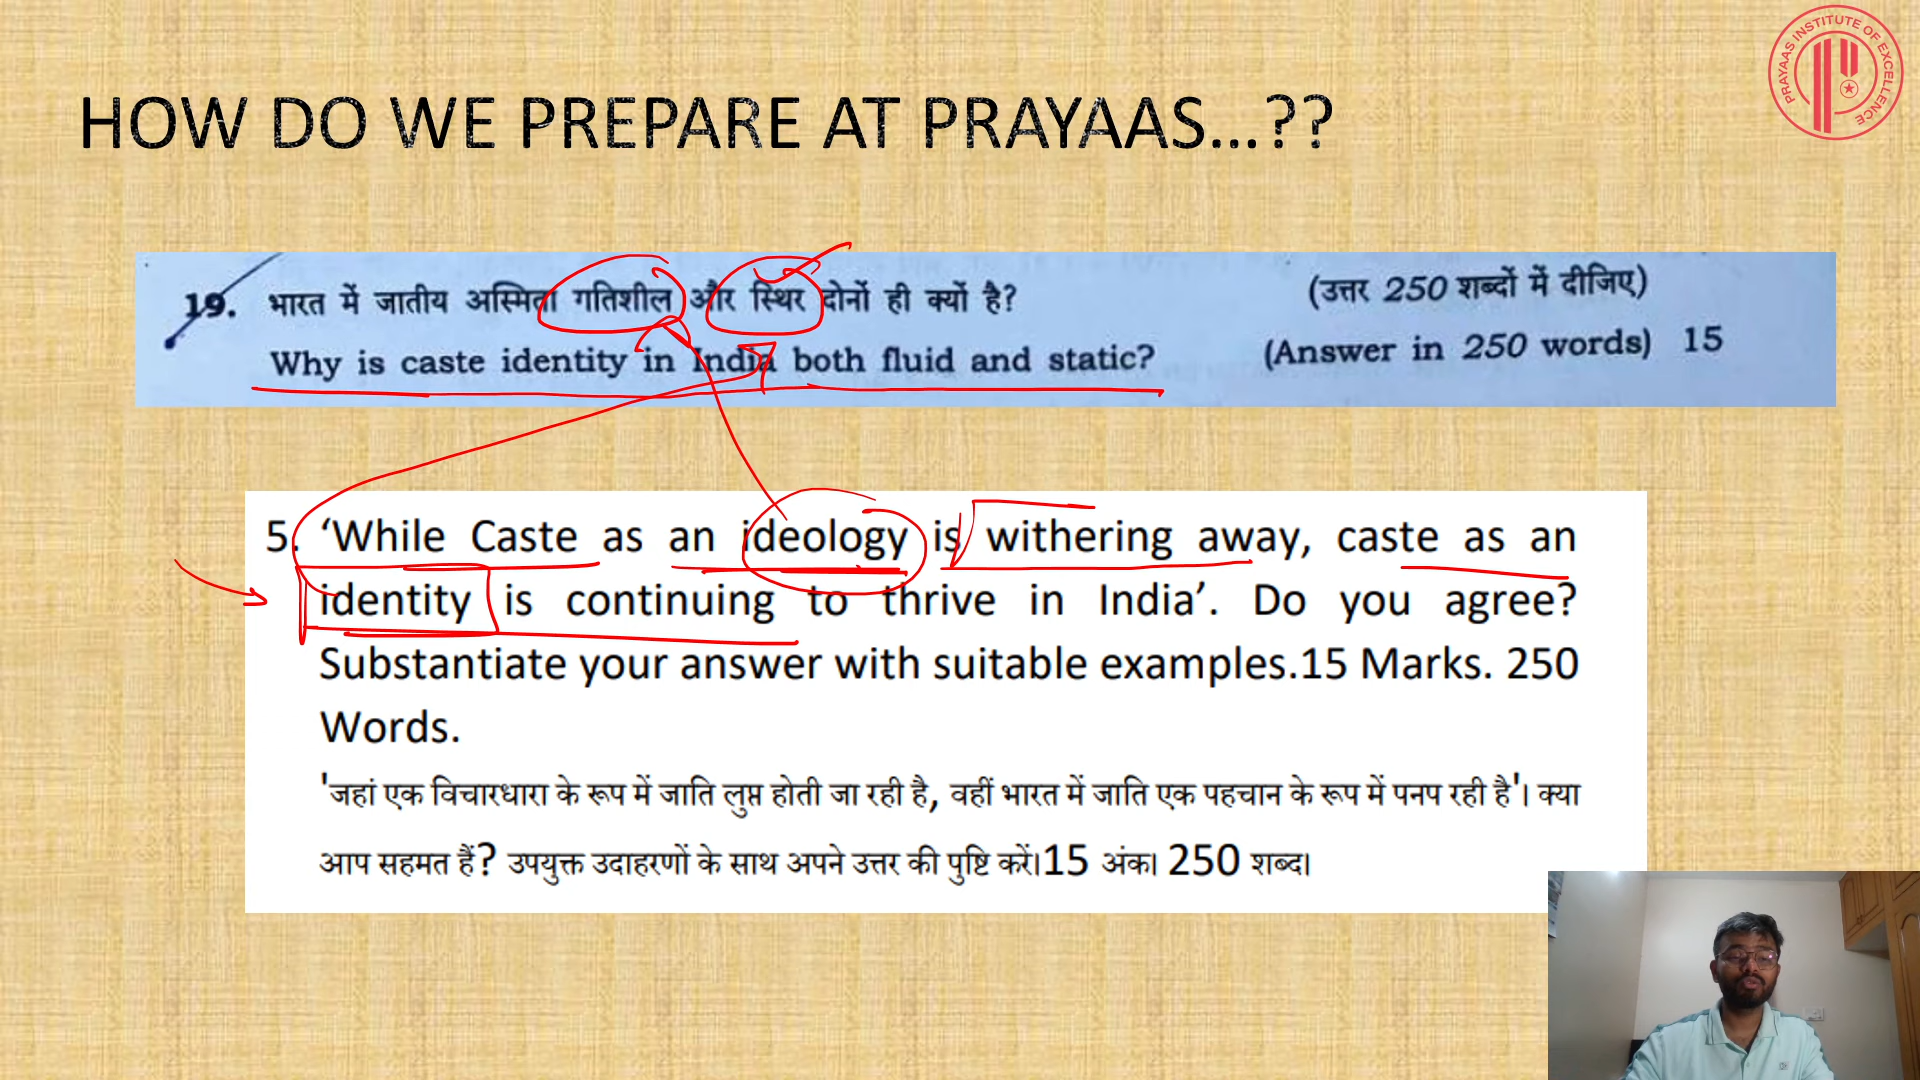 HOW DO WE PREPARE AT PRAYAAS...??
PRAYAAS INSTITUTE OF EXCELLENCE
19. भारत में जातीय अस्मिता गतिशील और स्थिर दोनों ही क्यों है? (उत्तर 250 शब्दों में दीजिए)
Why is caste identity in India both fluid and static? (Answer in 250 words) 15
5. ‘While Caste as an ideology is withering away, caste as an
identity is continuing to thrive in India’. Do you agree?
Substantiate your answer with suitable examples.15 Marks. 250
Words.
'जहां एक विचारधारा के रूप में जाति लुप्त होती जा रही है, वहीं भारत में जाति एक पहचान के रूप में पनप रही है'। क्या
आप सहमत हैं? उपयुक्त उदाहरणों के साथ अपने उत्तर की पुष्टि करें।15 अंक। 250 शब्द।